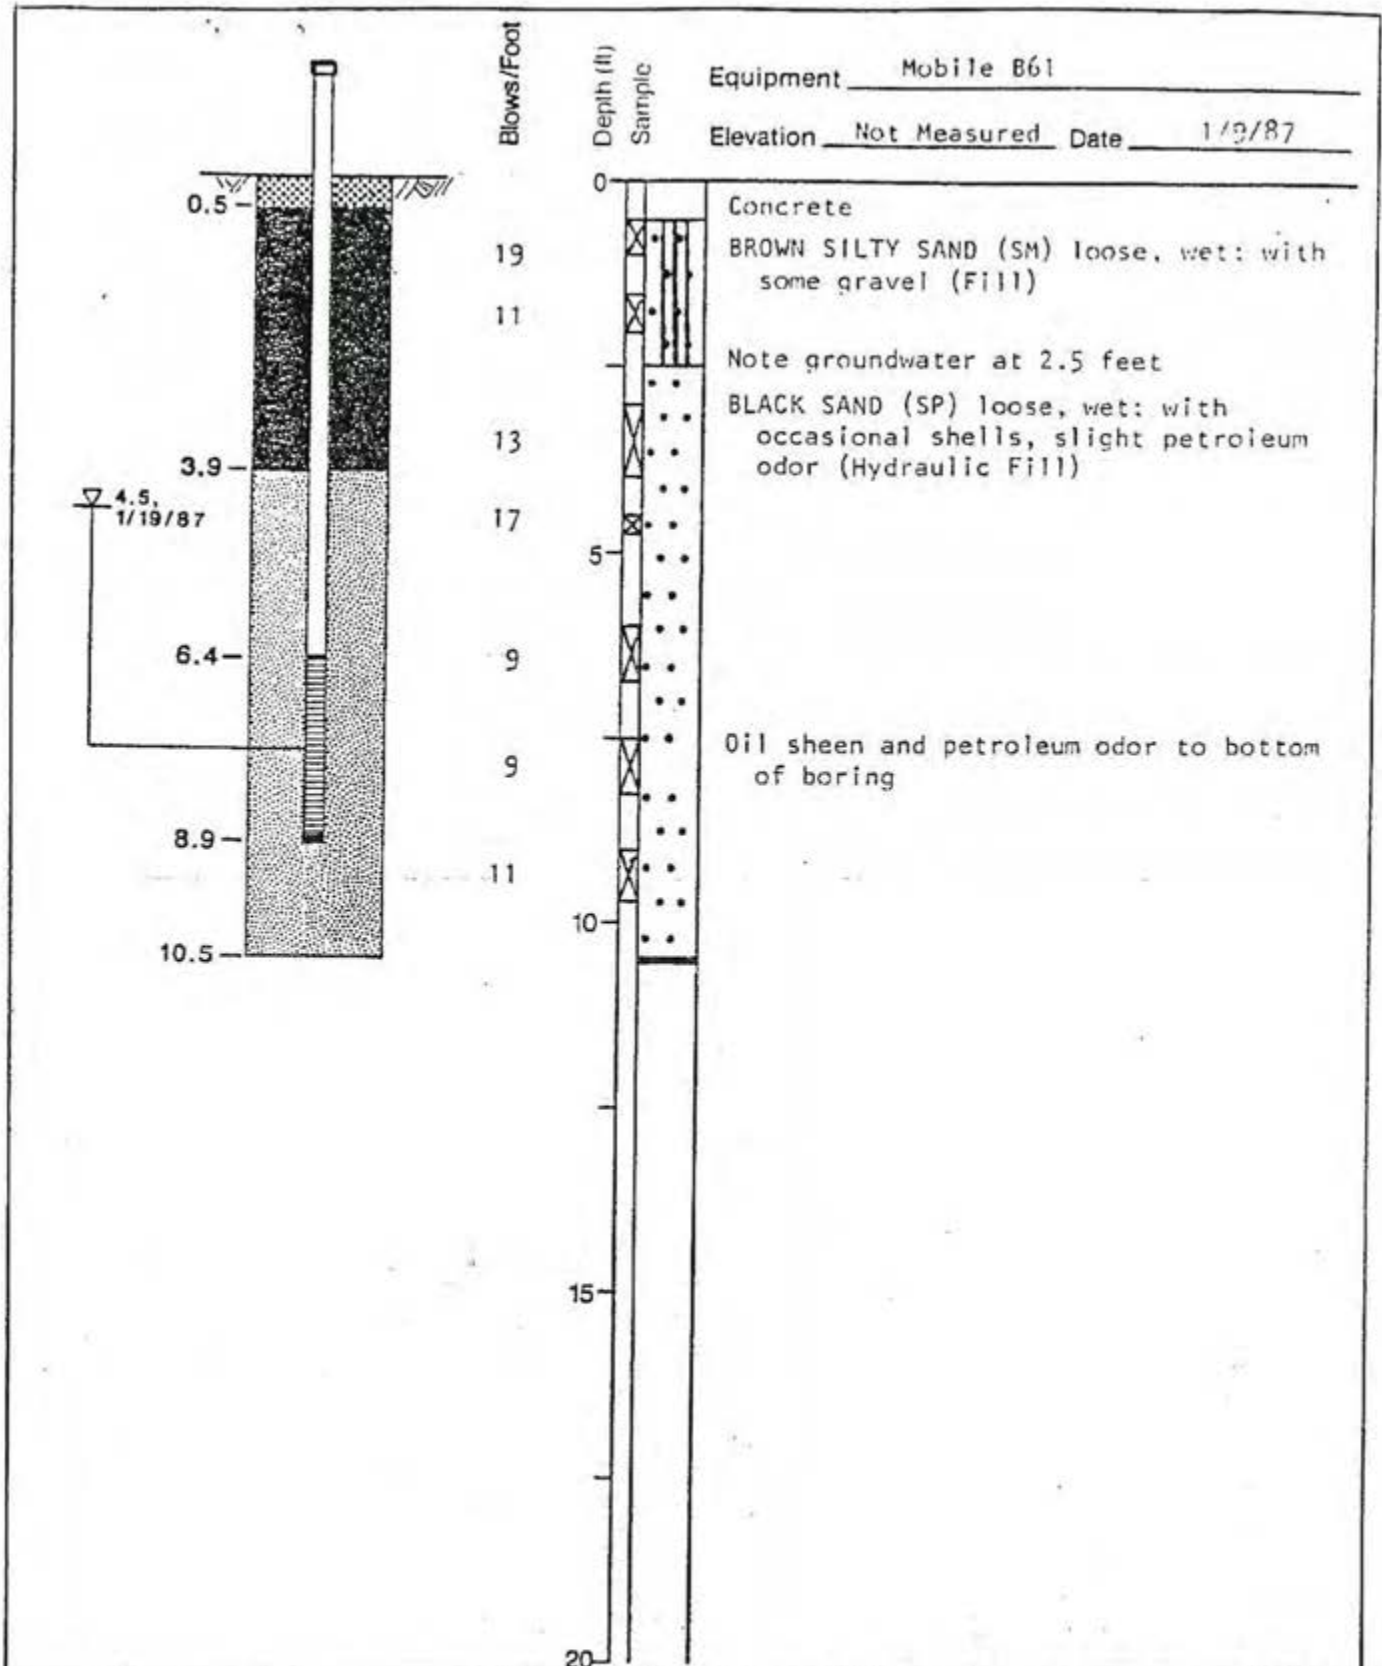 Blows/Foot
Depth (ft)
Sample
Equipment Mobile B61
Elevation Not Measured Date 1/9/87
0
0.5
Concrete
19
BROWN SILTY SAND (SM) loose, wet: with
some gravel (Fill)
11
Note groundwater at 2.5 feet
BLACK SAND (SP) loose, wet: with
occasional shells, slight petroleum
odor (Hydraulic Fill)
13
3.9
4.5,
1/19/87
17
5
6.4
9
Oil sheen and petroleum odor to bottom
of boring
9
8.9
11
10
10.5
15
20